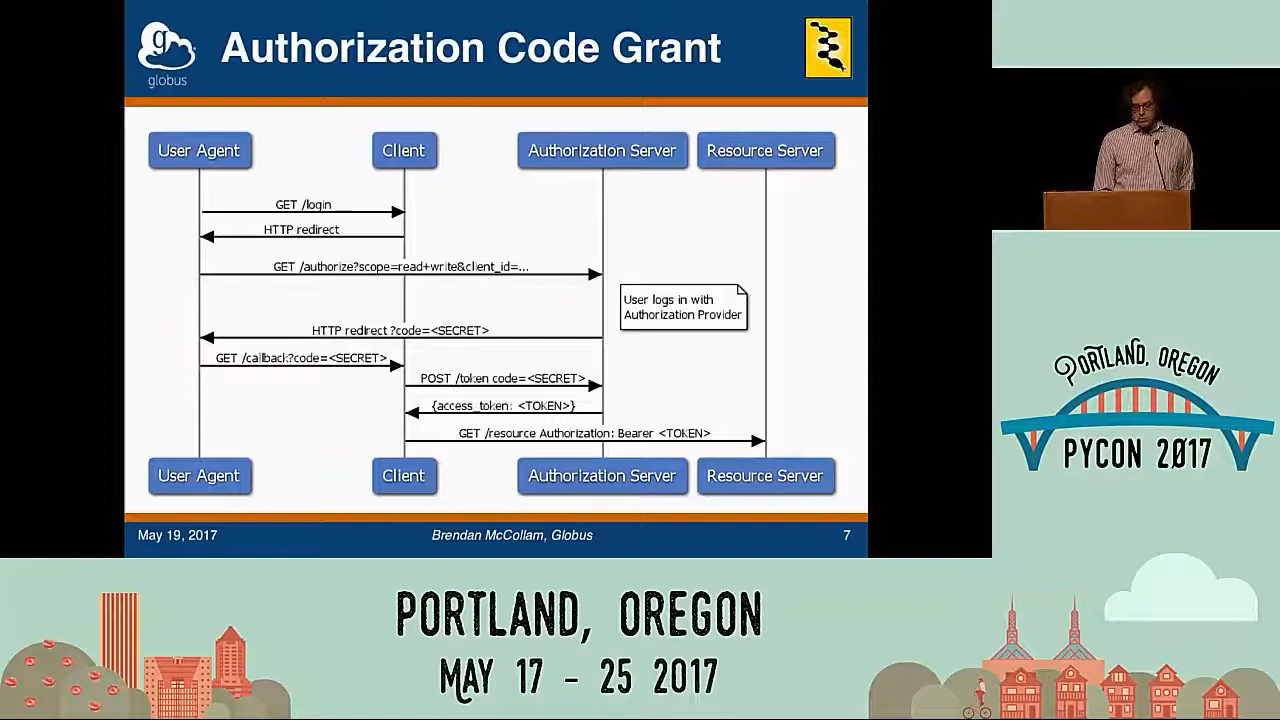 globus
Authorization Code Grant
User Agent
Client
Authorization Server
Resource Server
GET /login
HTTP redirect
GET /authorize?scope=read+write&client_id=...
User logs in with
Authorization Provider
HTTP redirect ?code=<SECRET>
GET /callback?code=<SECRET>
POST /token code=<SECRET>
{access_token: <TOKEN>}
GET /resource Authorization: Bearer <TOKEN>
User Agent
Client
Authorization Server
Resource Server
May 19, 2017
Brendan McCollam, Globus
7
PORTLAND, OREGON
PYCON 2017
PORTLAND, OREGON
MAY 17 - 25 2017